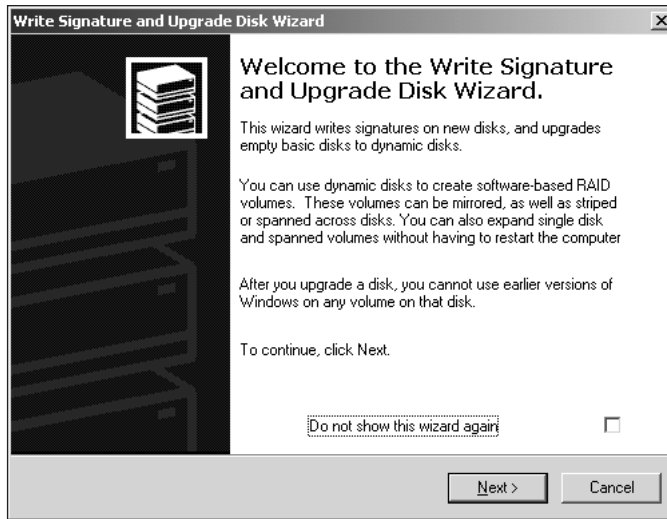 Write Signature and Upgrade Disk Wizard
Welcome to the Write Signature
and Upgrade Disk Wizard.
This wizard writes signatures on new disks, and upgrades
empty basic disks to dynamic disks.
You can use dynamic disks to create software-based RAID
volumes.  These volumes can be mirrored, as well as striped
or spanned across disks. You can also expand single disk
and spanned volumes without having to restart the computer
After you upgrade a disk, you cannot use earlier versions of
Windows on any volume on that disk.
To continue, click Next.
Do not show this wizard again
Next >
Cancel